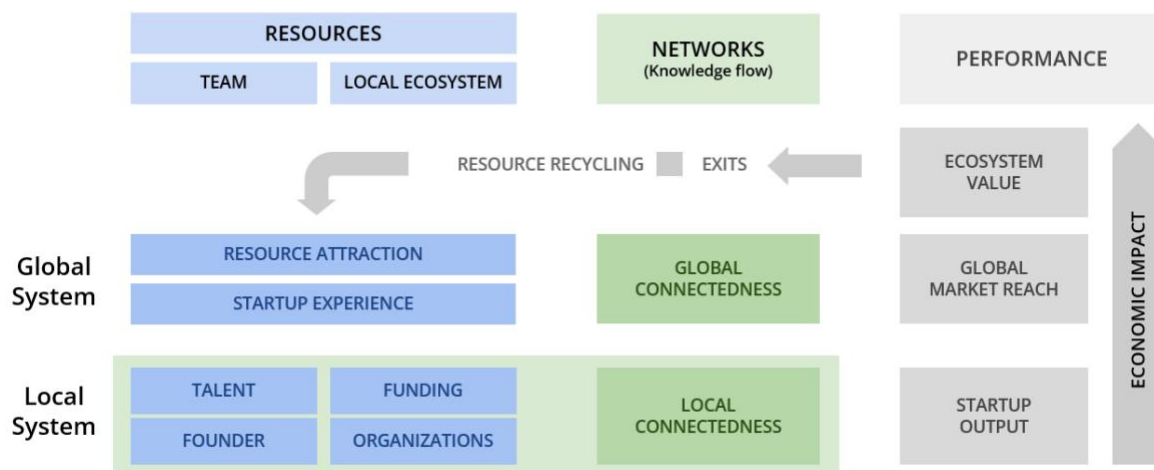 RESOURCES
TEAM
LOCAL ECOSYSTEM
NETWORKS
(Knowledge flow)
PERFORMANCE
RESOURCE RECYCLING
EXITS
ECOSYSTEM
VALUE
Global
System
RESOURCE ATTRACTION
STARTUP EXPERIENCE
GLOBAL
CONNECTEDNESS
GLOBAL
MARKET REACH
ECONOMIC IMPACT
Local
System
TALENT
FUNDING
FOUNDER
ORGANIZATIONS
LOCAL
CONNECTEDNESS
STARTUP
OUTPUT